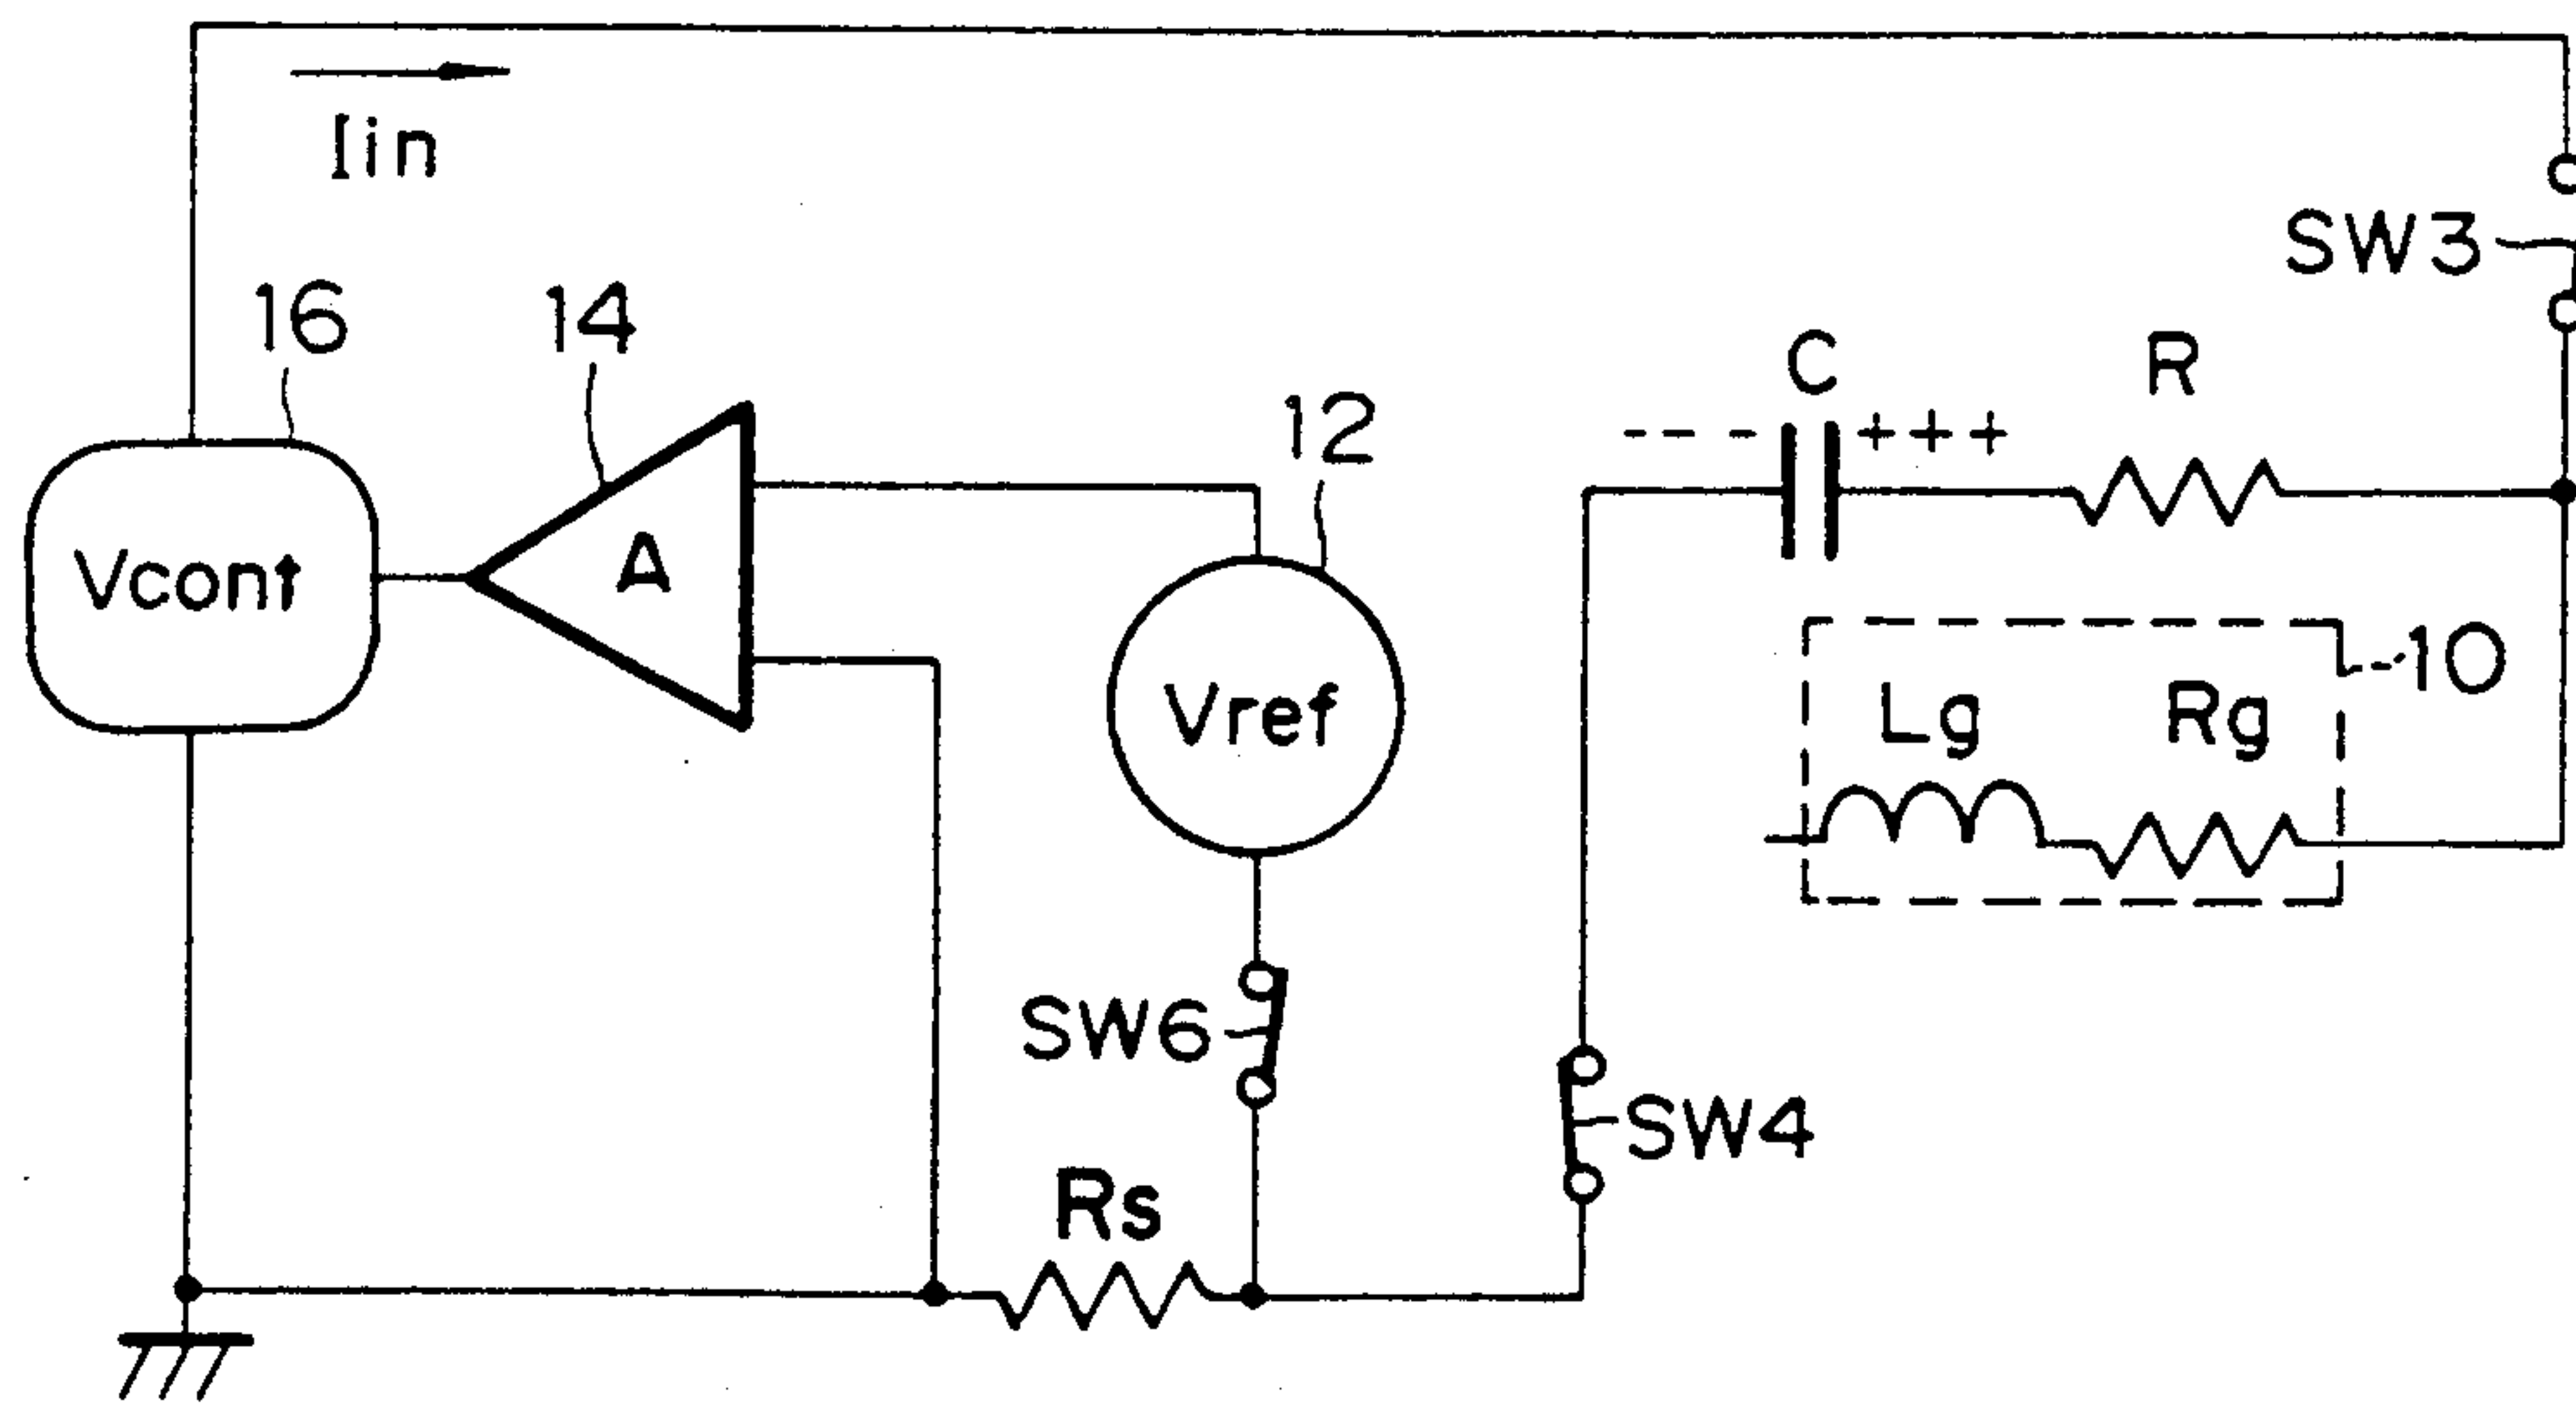 Iin
SW3
16
14
12
C
R
- - -
+++
Vcont
A
Vref
10
Lg
Rg
SW6
SW4
Rs